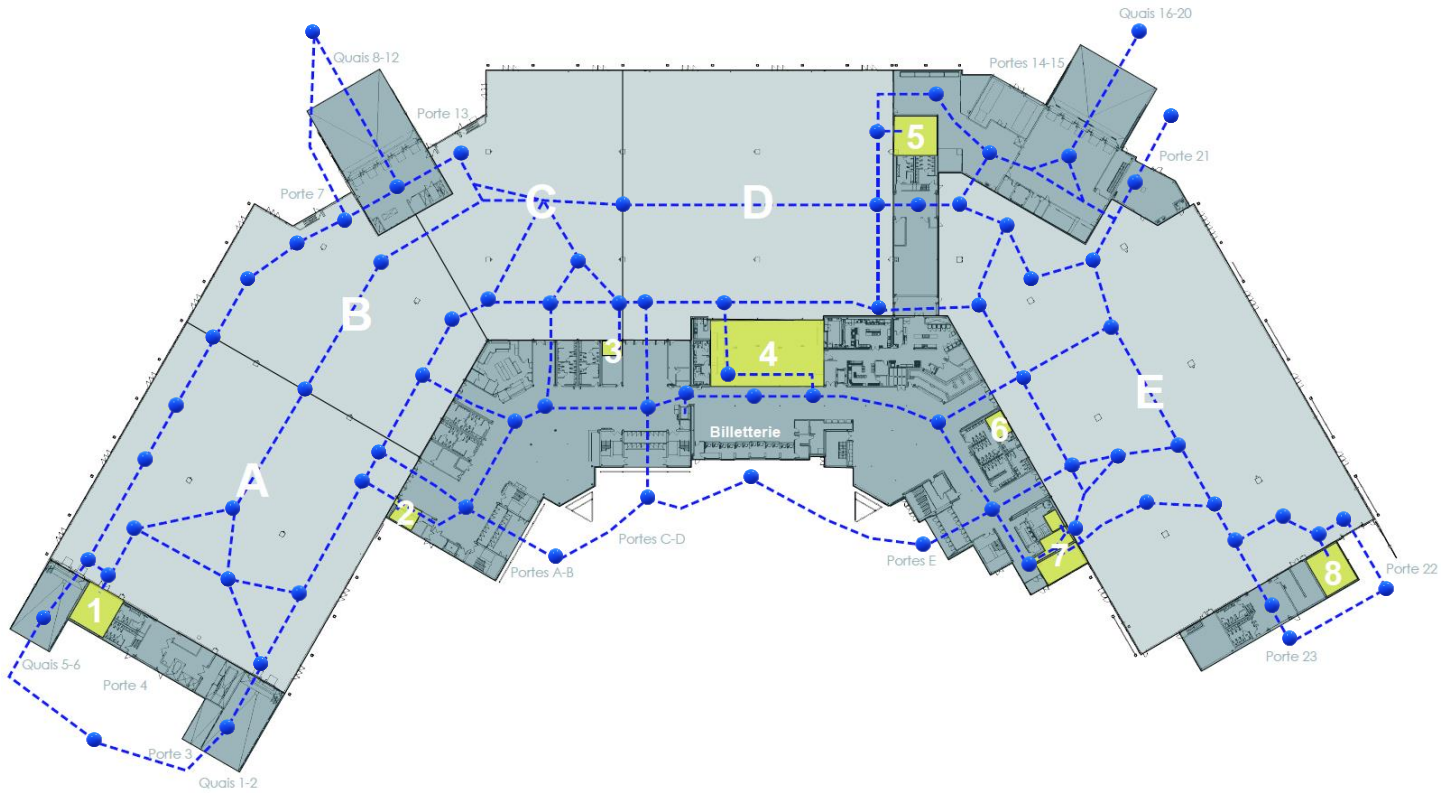 Quais 16-20
Quais 8-12
Portes 14-15
Porte 13
5
Porte 21
Porte 7
C
D
B
3
4
E
Billetterie
6
A
2
Portes C-D
Portes A-B
Portes E
7
8
Porte 22
1
Quais 5-6
Porte 23
Porte 4
Porte 3
Quais 1-2